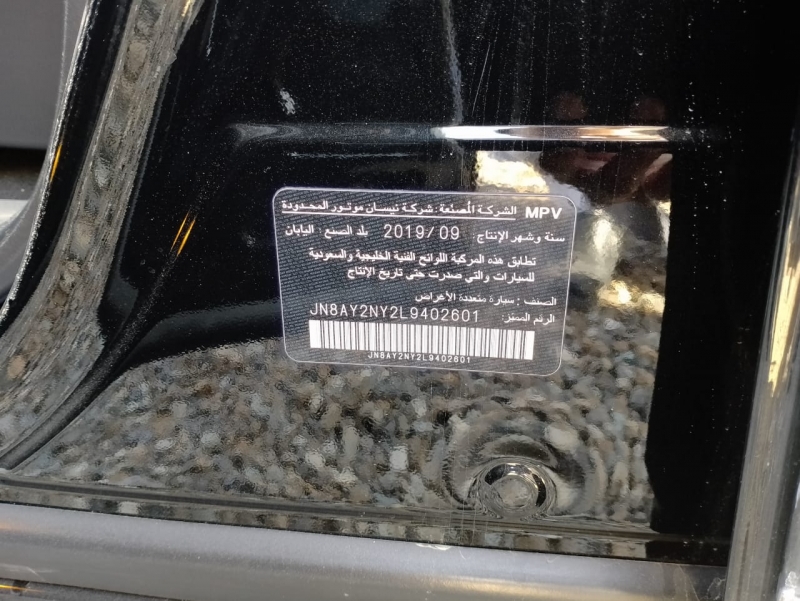 MPV الشركة المُصنعة: شركة نيسان موتور المحدودة
سنة وشهر الإنتاج 2019/09 بلد الصنع : اليابان
تطابق هذه المركبة اللوائح الفنية الخليجية والسعودية
للسيارات والتي صدرت حتى تاريخ الإنتاج
الصنف : سيارة متعددة الأغراض
الرقم المميز: JN8AY2NY2L9402601
JN8AY2NY2L9402601